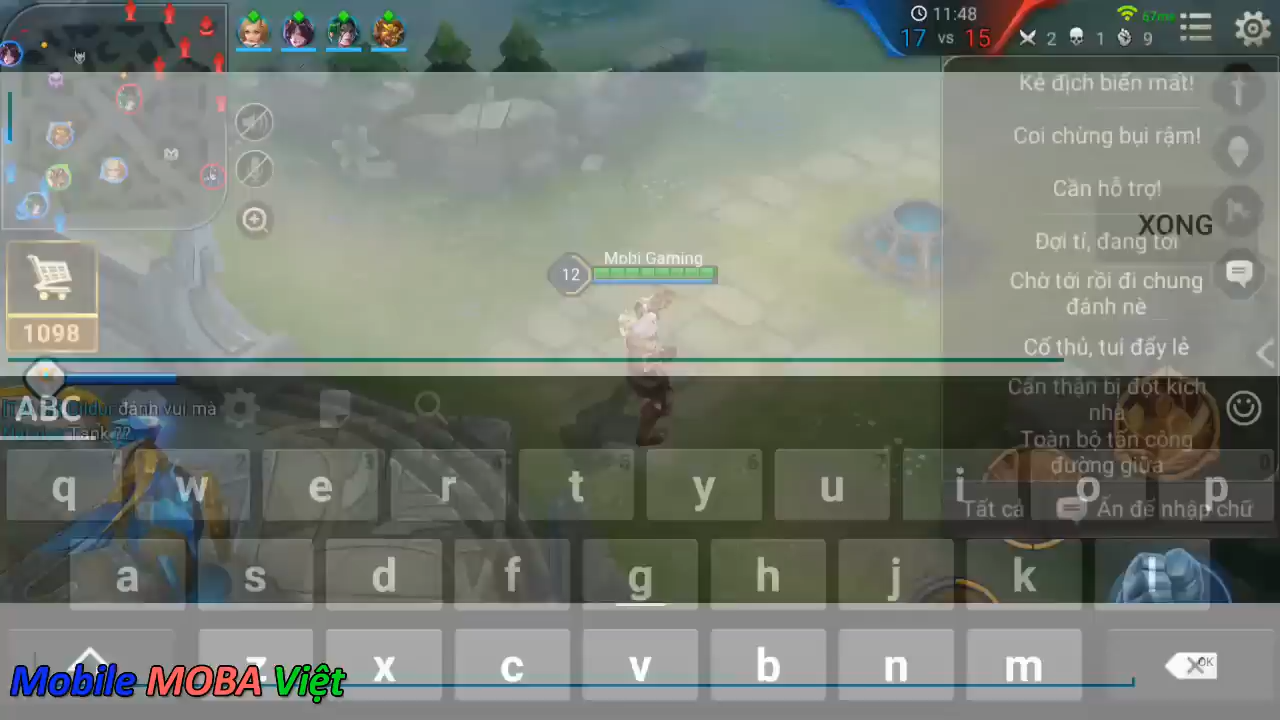 11:48
17 vs 15
2 1 9
67ms
Kẻ địch biến mất!
Coi chừng bụi rậm!
Cần hỗ trợ!
XONG
Đợi tí, đang tới
Chờ tới rồi đi chung
đánh nè
Cố thủ, tui đẩy lẻ
Cẩn thận bị đột kích
nhá
Toàn bộ tấn công
đường giữa
Tất cả
Ấn để nhập chữ
Mobi Gaming
12
1098
ABC
đánh vui mà
Tank ??
q w e r t y u i o p
a s d f g h j k l
z x c v b n m
OK
Mobile MOBA Việt